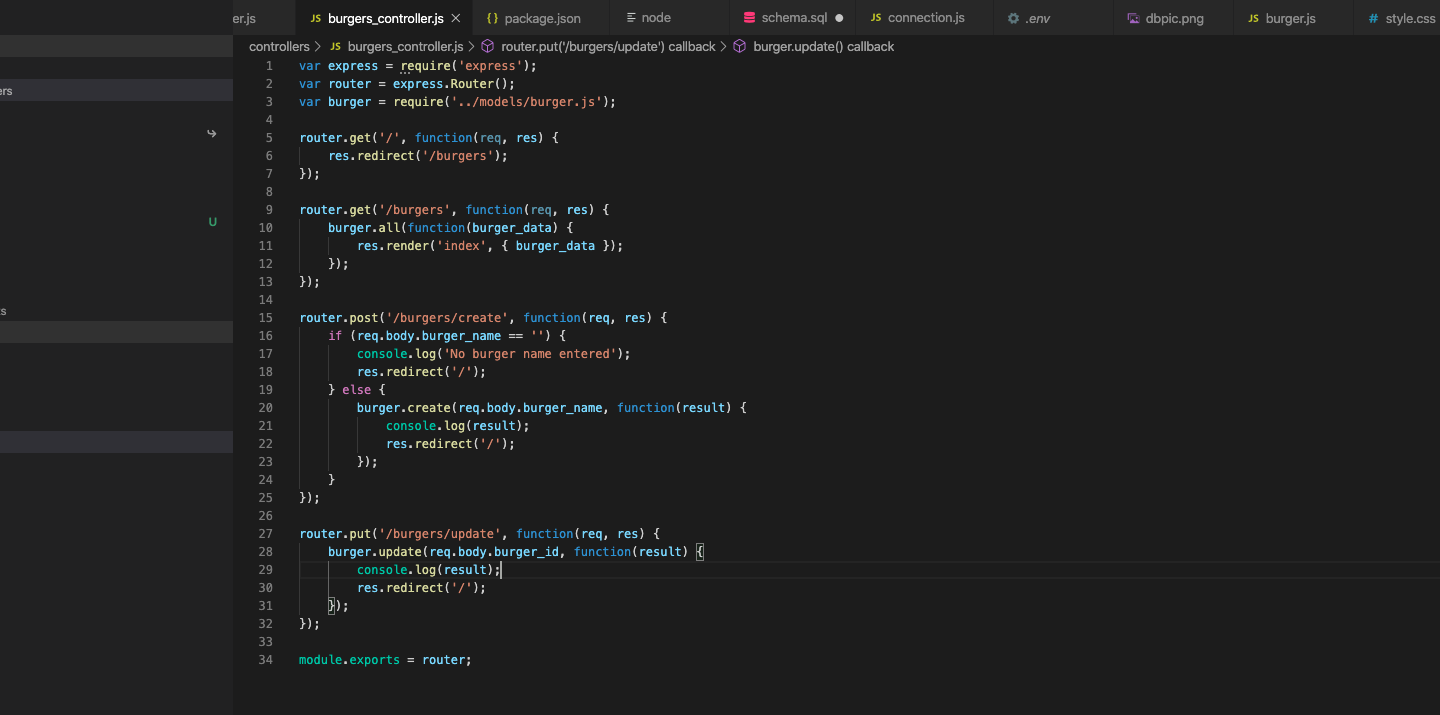 er.js JS burgers_controller.js × {} package.json node schema.sql ● JS connection.js .env dbpic.png JS burger.js # style.css
controllers > JS burgers_controller.js > router.put('/burgers/update') callback > burger.update() callback
ers
U
ts
1 var express = require('express');
2 var router = express.Router();
3 var burger = require('../models/burger.js');
4
5 router.get('/', function(req, res) {
6     res.redirect('/burgers');
7 });
8
9 router.get('/burgers', function(req, res) {
10     burger.all(function(burger_data) {
11         res.render('index', { burger_data });
12     });
13 });
14
15 router.post('/burgers/create', function(req, res) {
16     if (req.body.burger_name == '') {
17         console.log('No burger name entered');
18         res.redirect('/');
19     } else {
20         burger.create(req.body.burger_name, function(result) {
21             console.log(result);
22             res.redirect('/');
23         });
24     }
25 });
26
27 router.put('/burgers/update', function(req, res) {
28     burger.update(req.body.burger_id, function(result) {
29         console.log(result);
30         res.redirect('/');
31     });
32 });
33
34 module.exports = router;